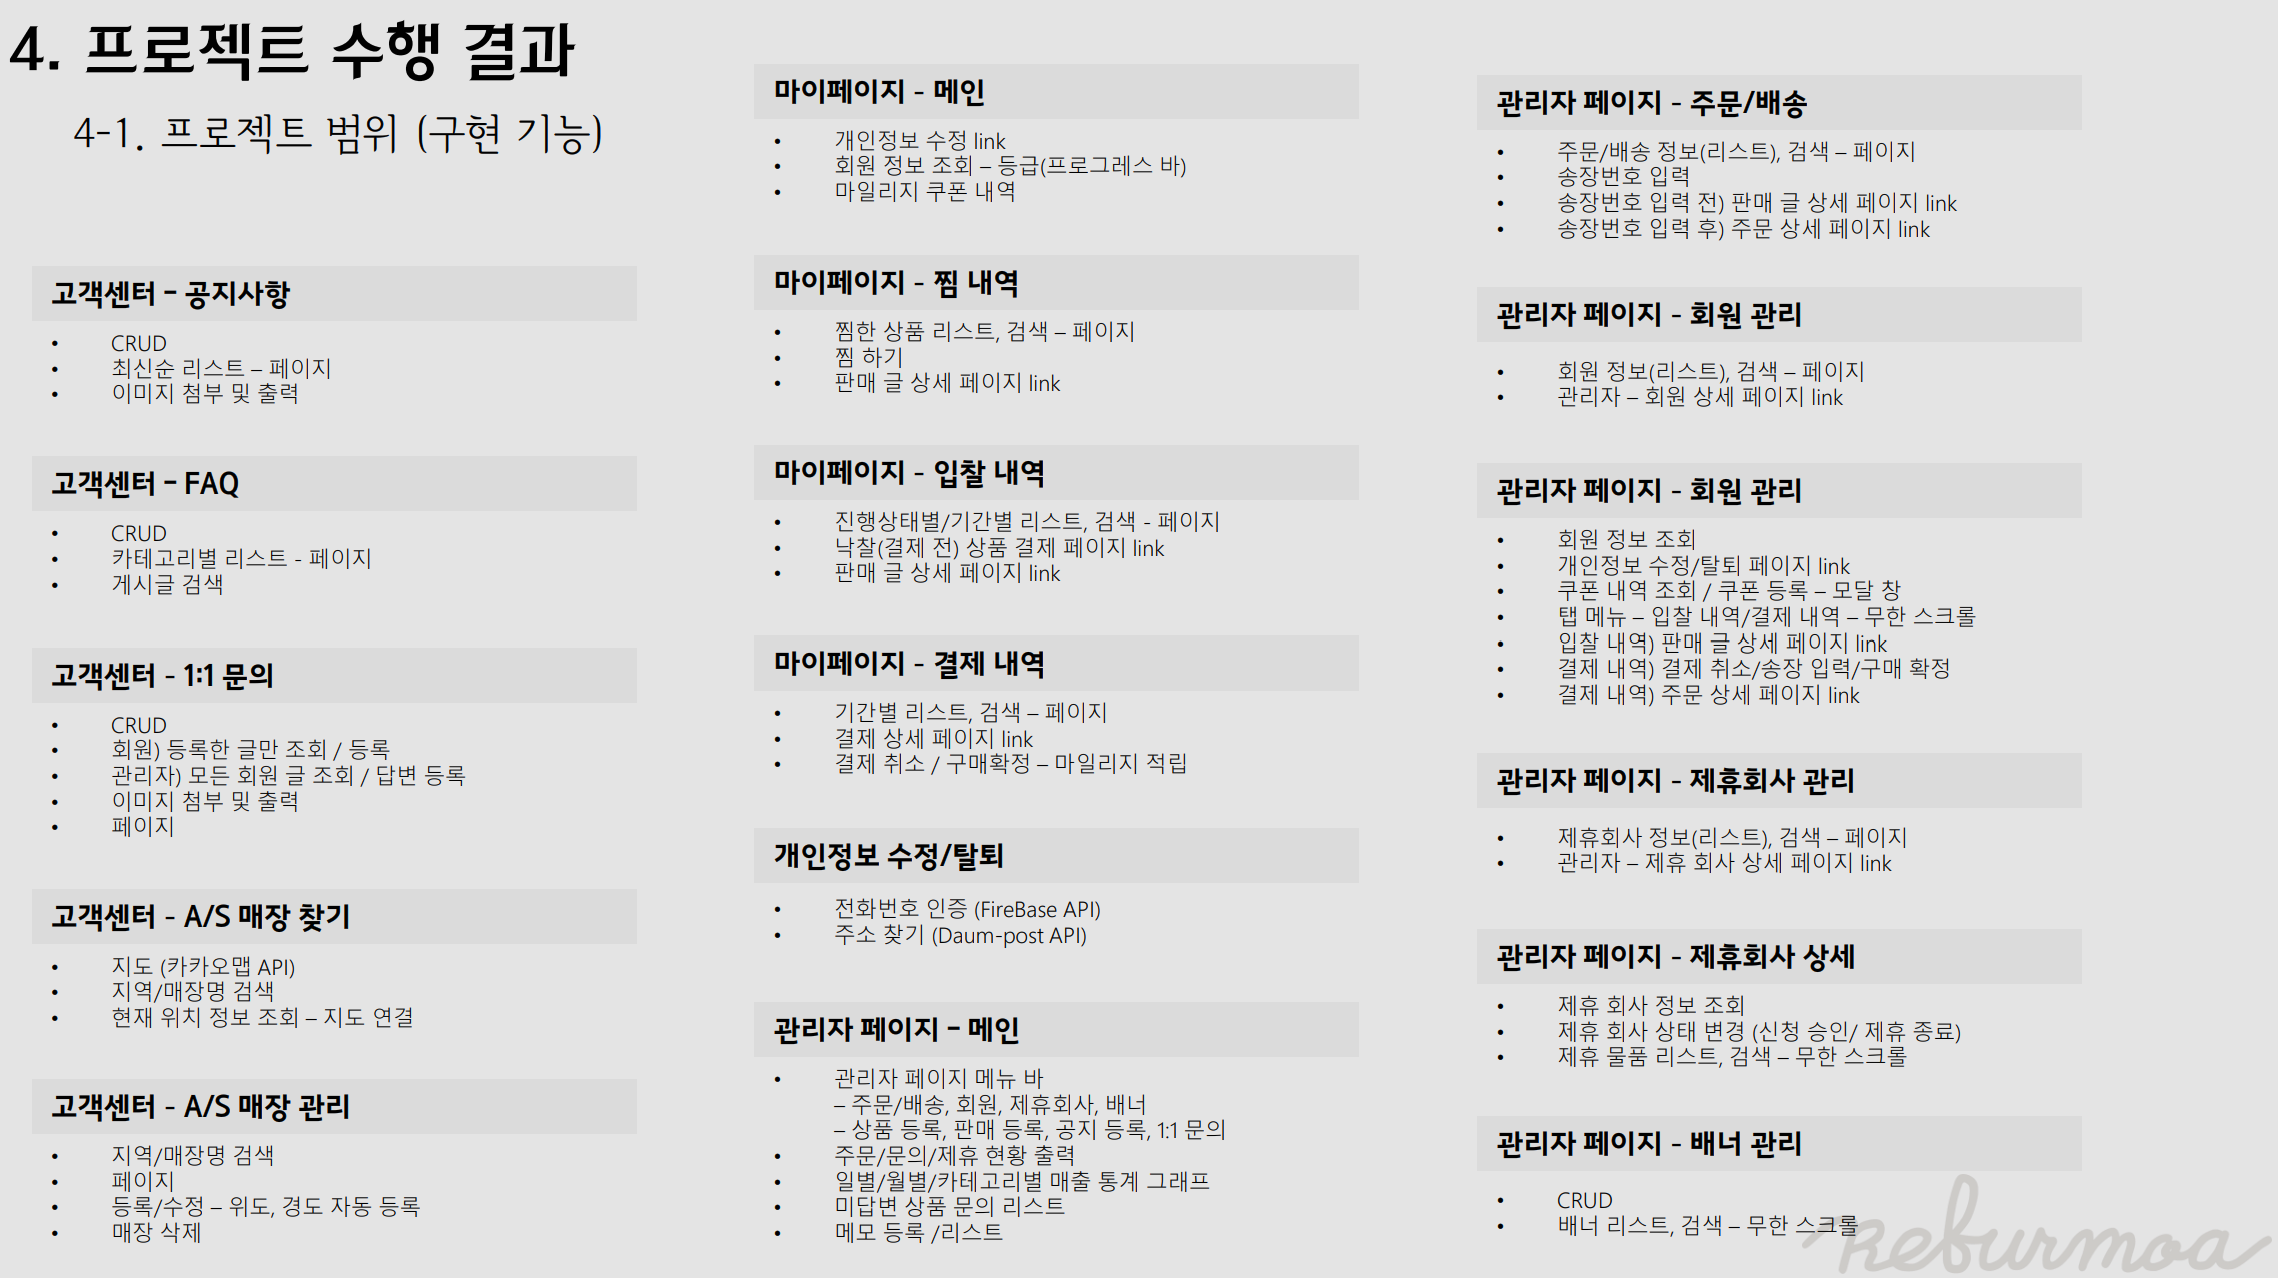 4. 프로젝트 수행 결과
4-1. 프로젝트 범위 (구현 기능)
고객센터 – 공지사항
• CRUD
• 최신순 리스트 – 페이지
• 이미지 첨부 및 출력
고객센터 – FAQ
• CRUD
• 카테고리별 리스트 - 페이지
• 게시글 검색
고객센터 - 1:1 문의
• CRUD
• 회원) 등록한 글만 조회 / 등록
• 관리자) 모든 회원 글 조회 / 답변 등록
• 이미지 첨부 및 출력
• 페이지
고객센터 - A/S 매장 찾기
• 지도 (카카오맵 API)
• 지역/매장명 검색
• 현재 위치 정보 조회 – 지도 연결
고객센터 - A/S 매장 관리
• 지역/매장명 검색
• 페이지
• 등록/수정 – 위도, 경도 자동 등록
• 매장 삭제
마이페이지 - 메인
• 개인정보 수정 link
• 회원 정보 조회 – 등급(프로그레스 바)
• 마일리지 쿠폰 내역
마이페이지 - 찜 내역
• 찜한 상품 리스트, 검색 – 페이지
• 찜 하기
• 판매 글 상세 페이지 link
마이페이지 - 입찰 내역
• 진행상태별/기간별 리스트, 검색 - 페이지
• 낙찰(결제 전) 상품 결제 페이지 link
• 판매 글 상세 페이지 link
마이페이지 - 결제 내역
• 기간별 리스트, 검색 – 페이지
• 결제 상세 페이지 link
• 결제 취소 / 구매확정 – 마일리지 적립
개인정보 수정/탈퇴
• 전화번호 인증 (FireBase API)
• 주소 찾기 (Daum-post API)
관리자 페이지 – 메인
• 관리자 페이지 메뉴 바
– 주문/배송, 회원, 제휴회사, 배너
– 상품 등록, 판매 등록, 공지 등록, 1:1 문의
• 주문/문의/제휴 현황 출력
• 일별/월별/카테고리별 매출 통계 그래프
• 미답변 상품 문의 리스트
• 메모 등록 /리스트
관리자 페이지 - 주문/배송
• 주문/배송 정보(리스트), 검색 – 페이지
• 송장번호 입력
• 송장번호 입력 전) 판매 글 상세 페이지 link
• 송장번호 입력 후) 주문 상세 페이지 link
관리자 페이지 - 회원 관리
• 회원 정보(리스트), 검색 – 페이지
• 관리자 – 회원 상세 페이지 link
관리자 페이지 - 회원 관리
• 회원 정보 조회
• 개인정보 수정/탈퇴 페이지 link
• 쿠폰 내역 조회 / 쿠폰 등록 – 모달 창
• 탭 메뉴 – 입찰 내역/결제 내역 – 무한 스크롤
• 입찰 내역) 판매 글 상세 페이지 link
• 결제 내역) 결제 취소/송장 입력/구매 확정
• 결제 내역) 주문 상세 페이지 link
관리자 페이지 - 제휴회사 관리
• 제휴회사 정보(리스트), 검색 – 페이지
• 관리자 – 제휴 회사 상세 페이지 link
관리자 페이지 - 제휴회사 상세
• 제휴 회사 정보 조회
• 제휴 회사 상태 변경 (신청 승인/ 제휴 종료)
• 제휴 물품 리스트, 검색 – 무한 스크롤
관리자 페이지 - 배너 관리
• CRUD
• 배너 리스트, 검색 – 무한 스크롤
Reburmoa